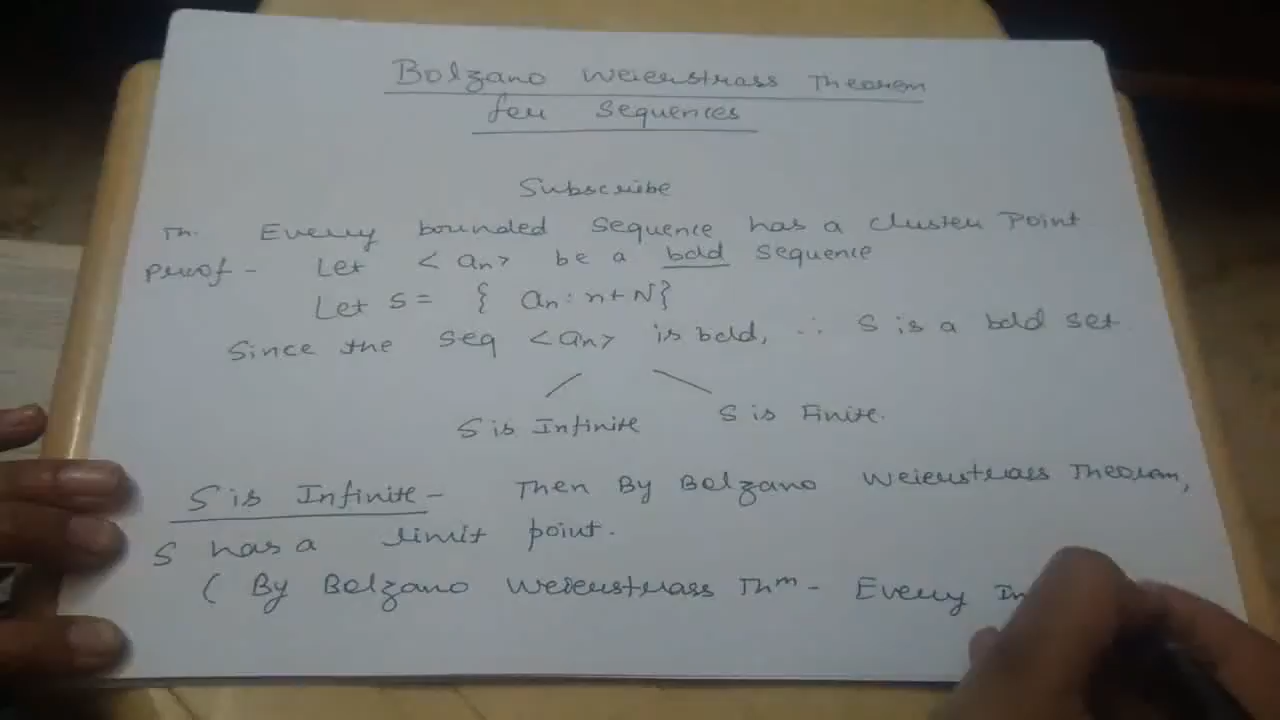 Bolzano Weierstrass Theorem
for Sequences
Subscribe
Th. Every bounded Sequence has a Cluster Point
Proof - Let < an > be a bdd Sequence
Let S = { an : n + N }
Since the seq < an > is bdd, ∴ S is a bdd set
S is Infinite S is Finite.
S is Infinite - Then By Bolzano Weierstrass Theorem,
S has a limit point.
( By Bolzano Weierstrass Thm - Every In